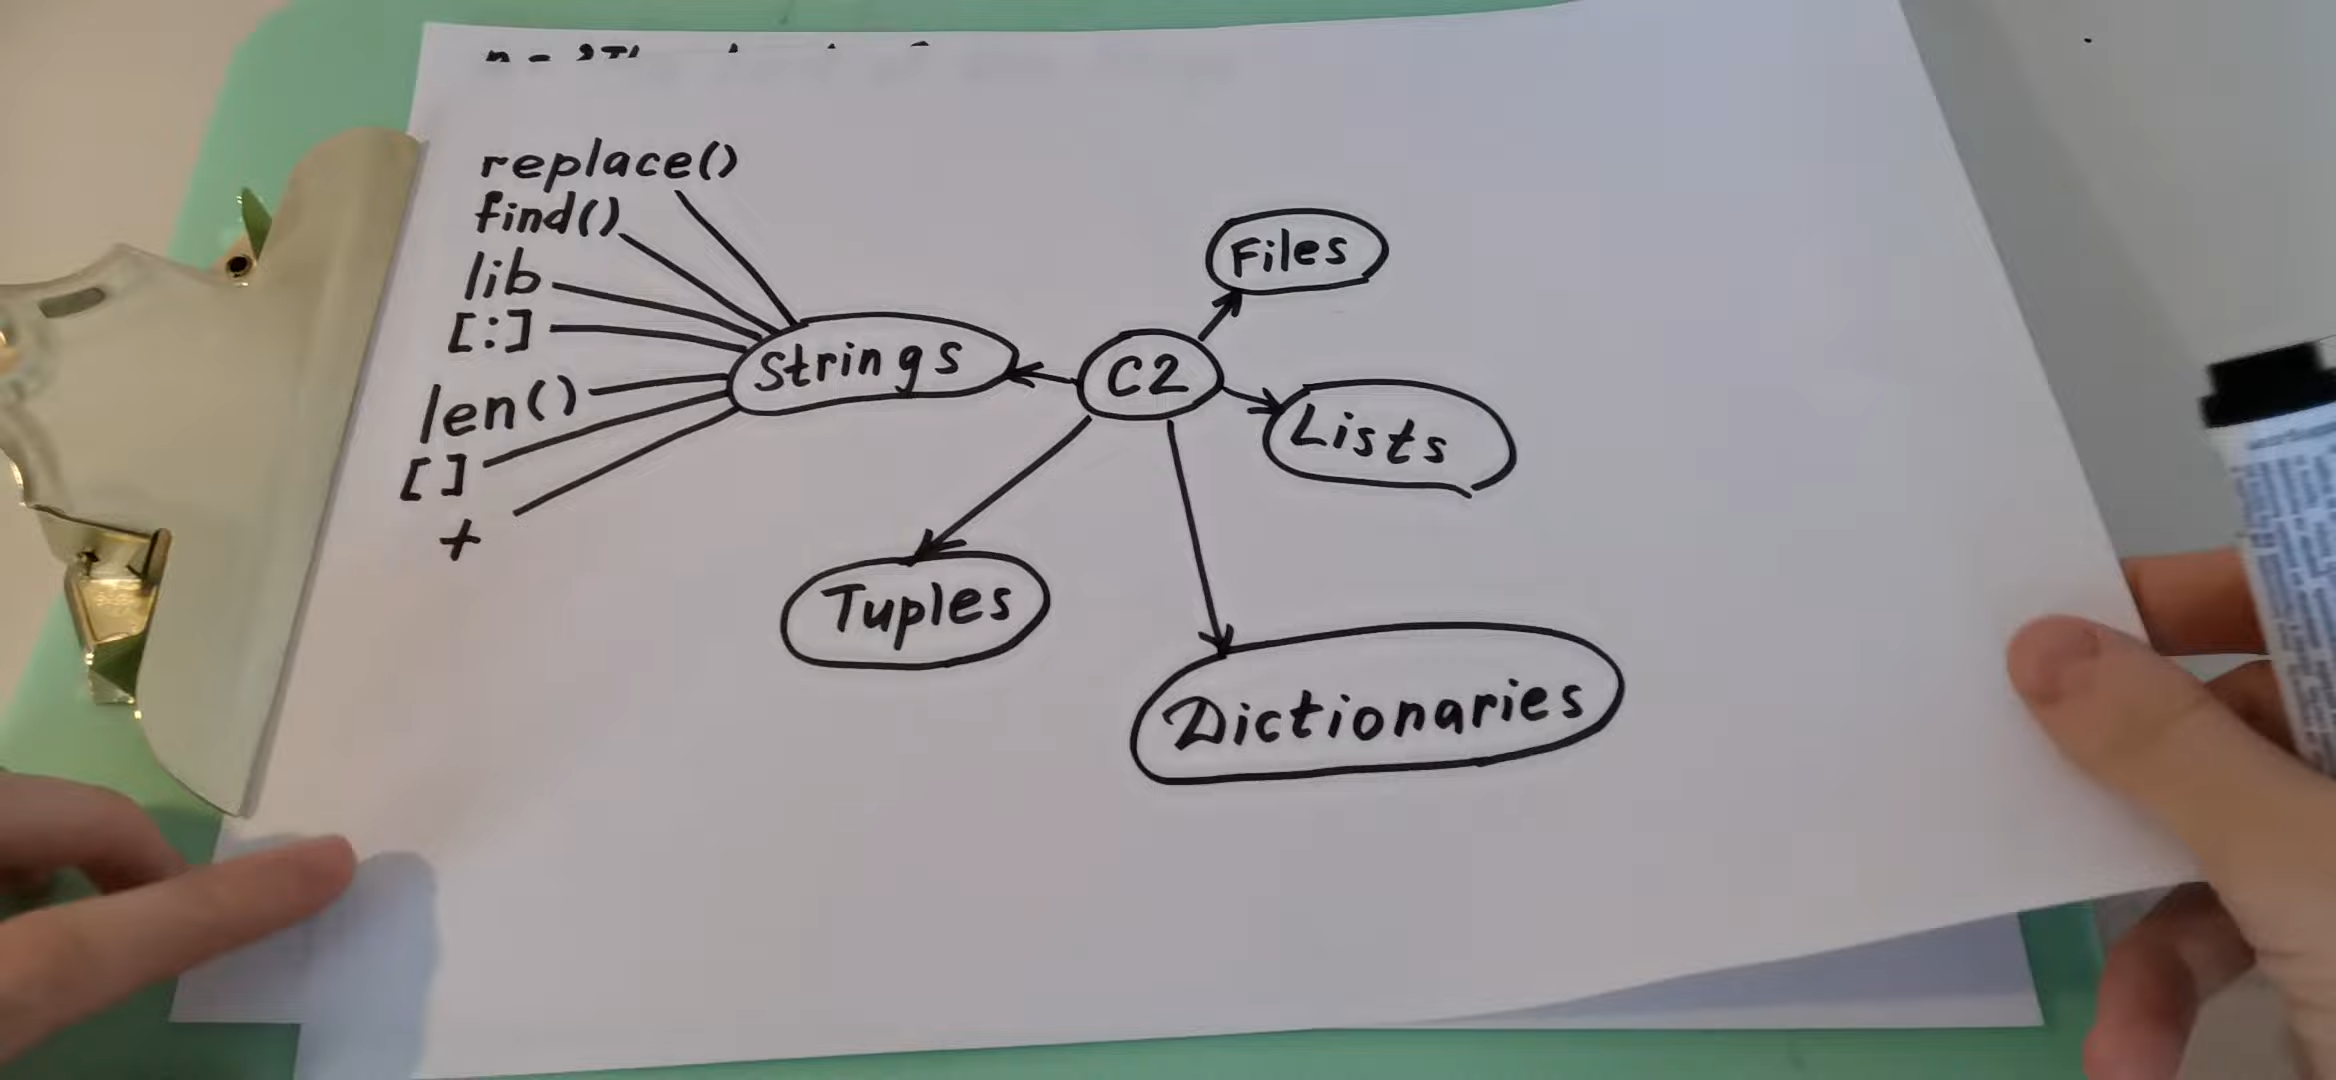 replace()
find()
lib
[:]
len()
[]
+
Strings
C2
Files
Lists
Tuples
Dictionaries